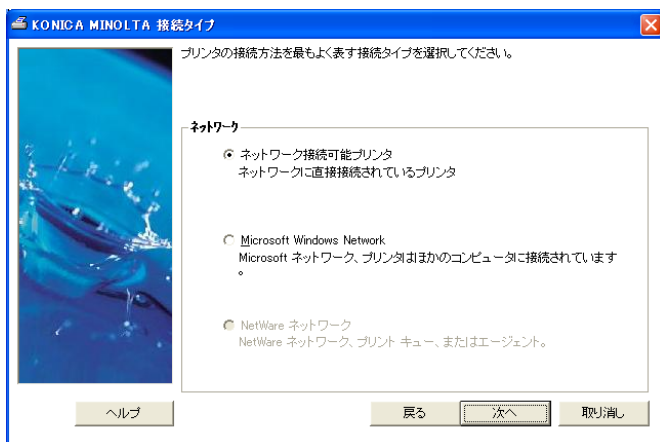 KONICA MINOLTA 接続タイプ
プリンタの接続方法を最もよく表す接続タイプを選択してください。
ネットワーク
ネットワーク接続可能プリンタ
ネットワークに直接接続されているプリンタ
Microsoft Windows Network
Microsoft ネットワーク、プリンタはほかのコンピュータに接続されています
。
NetWare ネットワーク
NetWare ネットワーク、プリント キュー、またはエージェント。
ヘルプ
戻る
次へ
取り消し